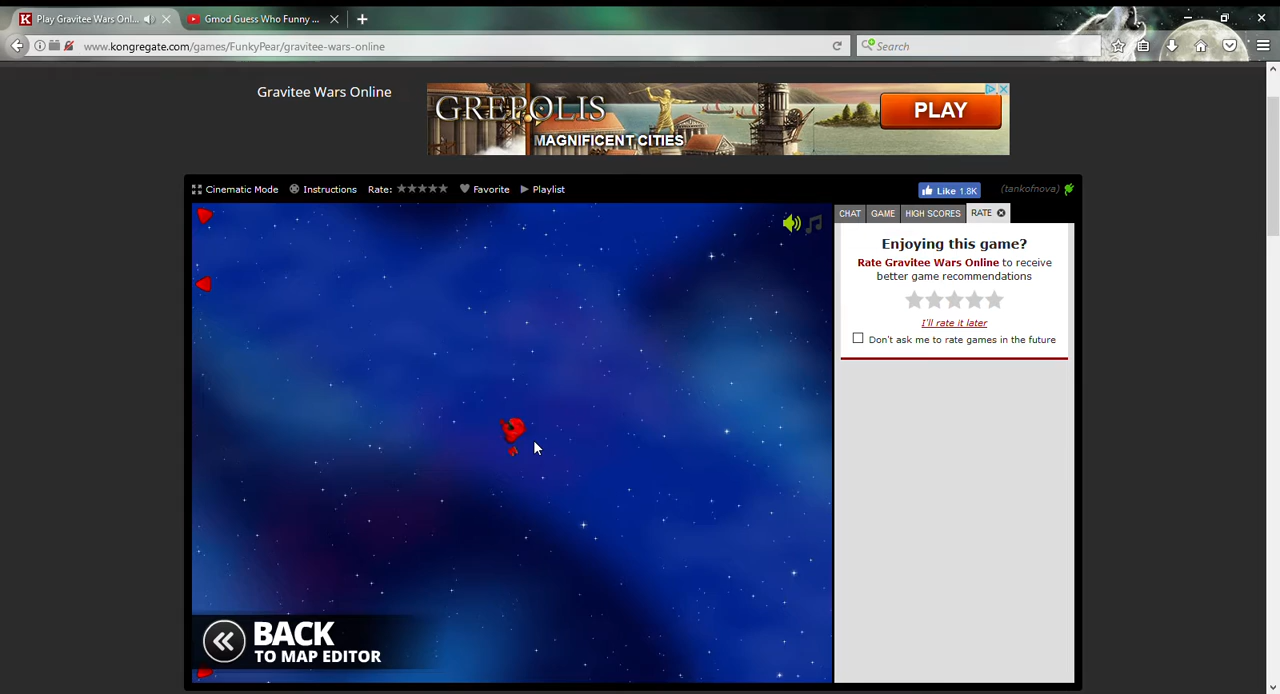 Play Gravitee Wars Onl...
Gmod Guess Who Funny ...
www.kongregate.com/games/FunkyPear/gravitee-wars-online
Search
Gravitee Wars Online
GREPOLIS
MAGNIFICENT CITIES
PLAY
Cinematic Mode
Instructions
Rate:
Favorite
Playlist
Like 1.8K
(tankofnova)
CHAT
GAME
HIGH SCORES
RATE
Enjoying this game?
Rate Gravitee Wars Online to receive
better game recommendations
I'll rate it later
Don't ask me to rate games in the future
BACK
TO MAP EDITOR